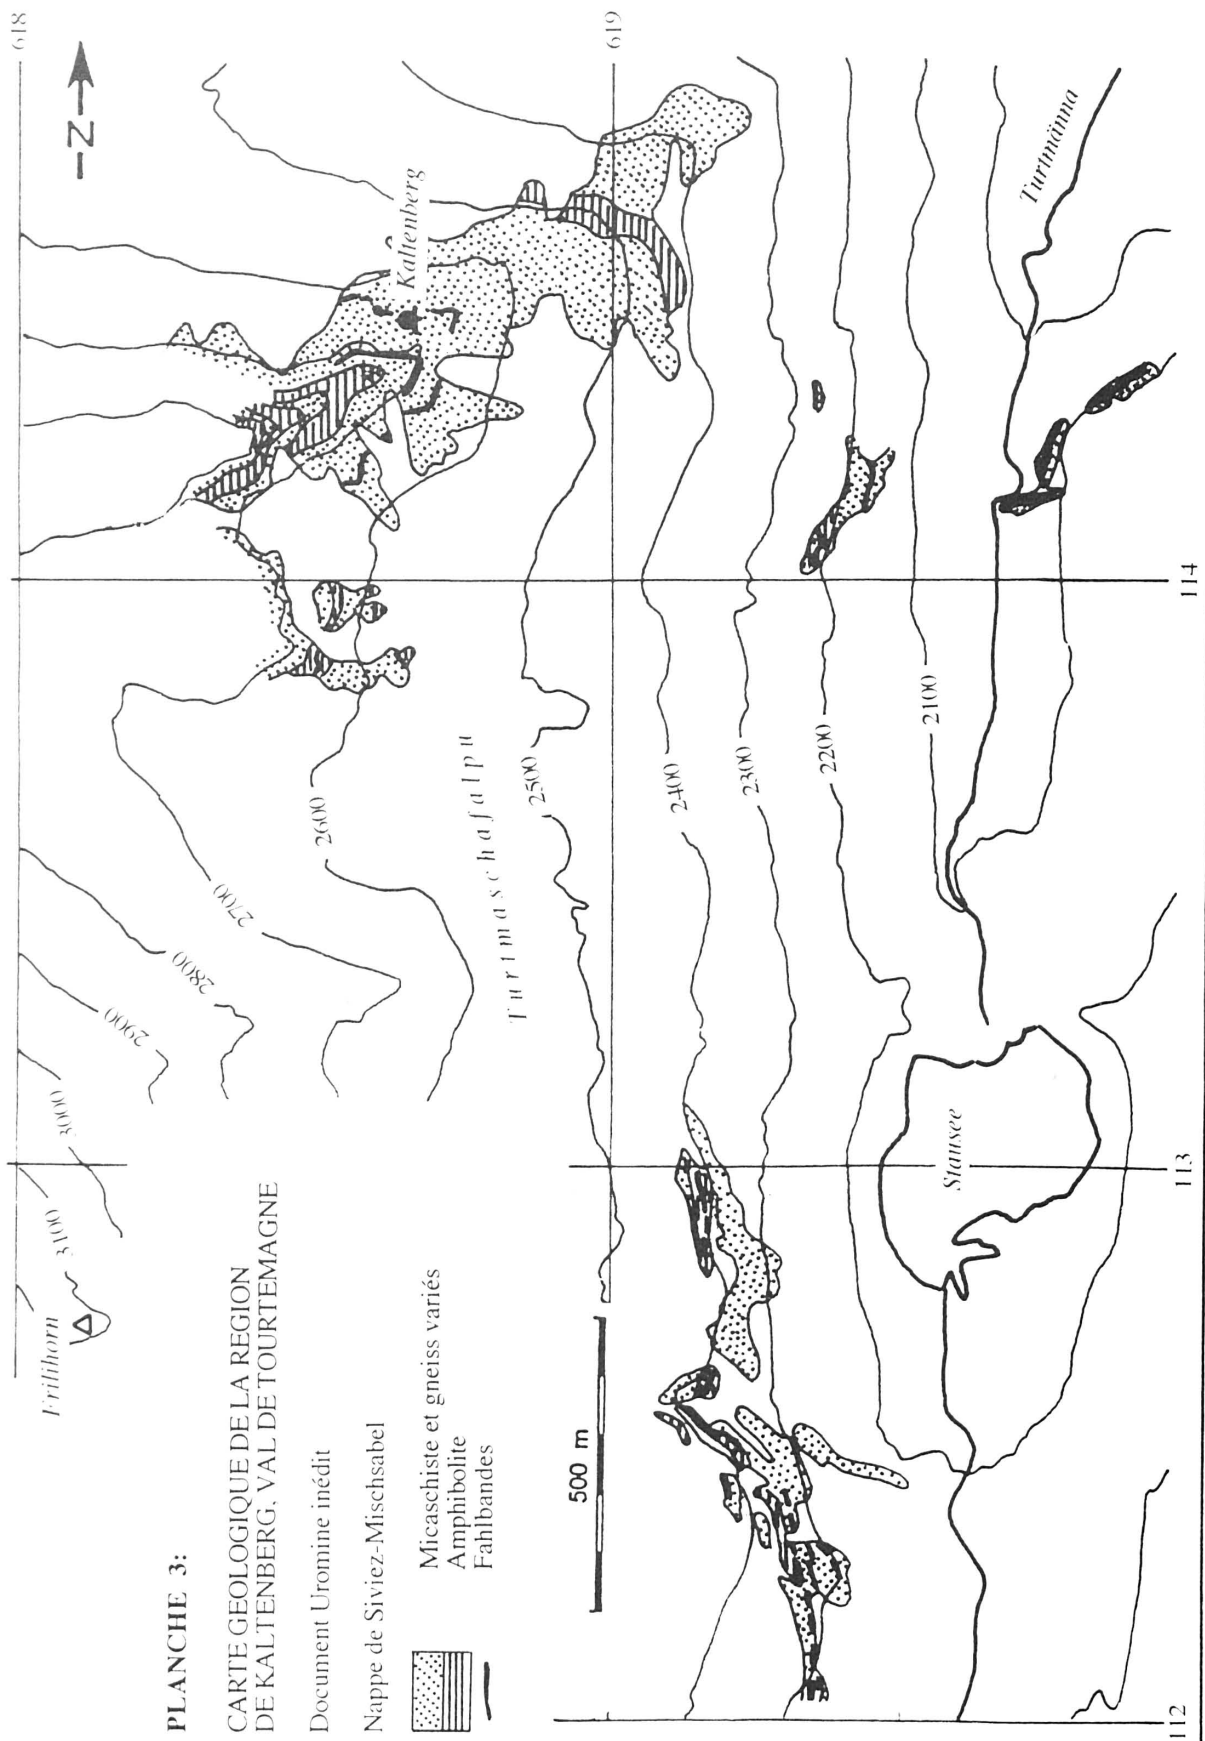 PLANCHE 3:
CARTE GEOLOGIQUE DE LA REGION
DE KALTENBERG. VAL DE TOURTEMAGNE
Document Uromine inédit
Nappe de Siviez-Mischsabel
Micaschiste et gneiss variés
Amphibolite
Fahlbandes
500 m
Frilihorn
3100
3000
2900
2800
2700
2600
2500
2400
2300
2200
2100
Turtmaschafalpu
Kaltenberg
Turtmänna
Stausee
N
618
619
112
113
114